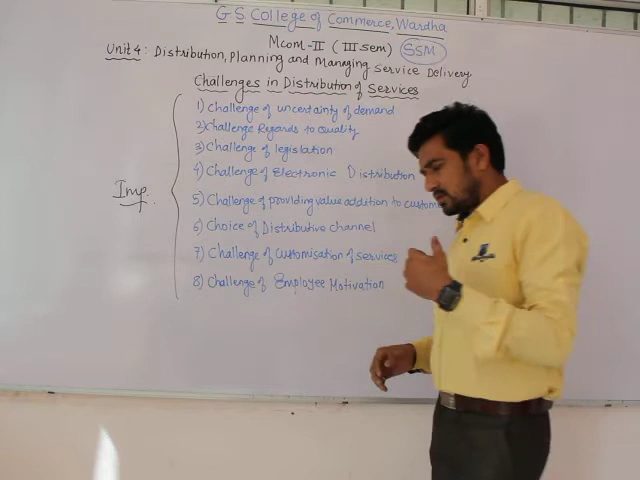 G S College of Commerce, Wardha
Mcom-II (III sem) SSM
Unit 4: Distribution, Planning and Managing Service Delivery
Challenges in Distribution of Services
1) Challenge of uncertainty of demand
2) Challenge Regards to Quality
3) Challenge of legislation
4) Challenge of Electronic Distribution
5) Challenge of providing value addition to custome
6) Choice of Distributive channel
7) Challenge of Customisation of services
8) Challenge of Employee Motivation
Imp.